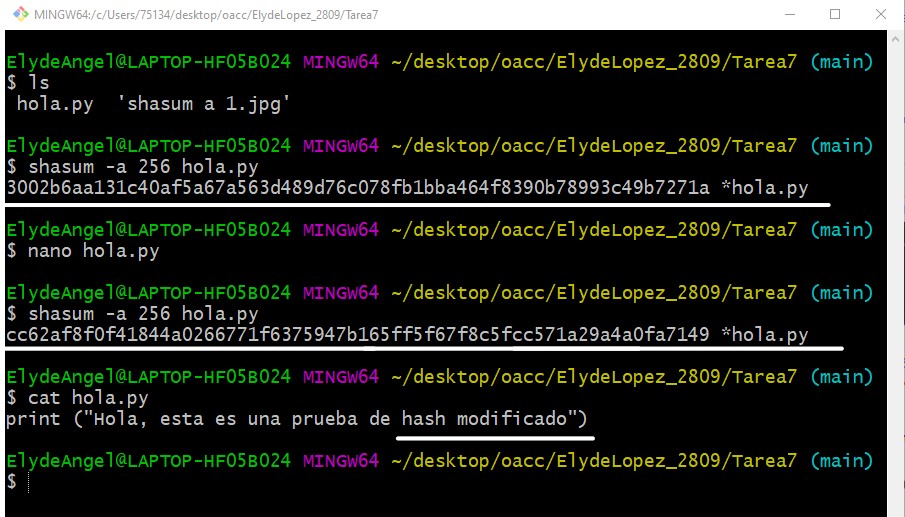 MINGW64:/c/Users/75134/desktop/oacc/ElydeLopez_2809/Tarea7
ElydeAngel@LAPTOP-HF05B024 MINGW64 ~/desktop/oacc/ElydeLopez_2809/Tarea7 (main)
$ ls
hola.py  'shasum a 1.jpg'
ElydeAngel@LAPTOP-HF05B024 MINGW64 ~/desktop/oacc/ElydeLopez_2809/Tarea7 (main)
$ shasum -a 256 hola.py
3002b6aa131c40af5a67a563d489d76c078fb1bba464f8390b78993c49b7271a *hola.py
ElydeAngel@LAPTOP-HF05B024 MINGW64 ~/desktop/oacc/ElydeLopez_2809/Tarea7 (main)
$ nano hola.py
ElydeAngel@LAPTOP-HF05B024 MINGW64 ~/desktop/oacc/ElydeLopez_2809/Tarea7 (main)
$ shasum -a 256 hola.py
cc62af8f0f41844a0266771f6375947b165ff5f67f8c5fcc571a29a4a0fa7149 *hola.py
ElydeAngel@LAPTOP-HF05B024 MINGW64 ~/desktop/oacc/ElydeLopez_2809/Tarea7 (main)
$ cat hola.py
print ("Hola, esta es una prueba de hash modificado")
ElydeAngel@LAPTOP-HF05B024 MINGW64 ~/desktop/oacc/ElydeLopez_2809/Tarea7 (main)
$